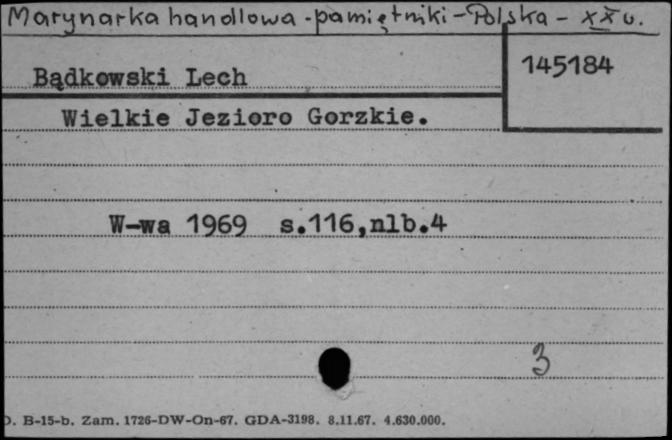 Marynarka handlowa - pamiętniki - Polska - XX w.
Bądkowski Lech
145184
Wielkie Jezioro Gorzkie.
W-wa 1969 s.116,nlb.4
3
D. B-15-b. Zam. 1726-DW-On-67. GDA-3198. 8.11.67. 4.630.000.